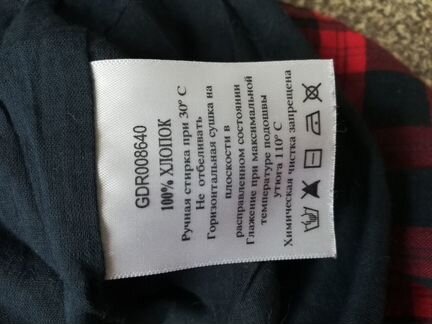 GDR008640
100% ХЛОПОК
Ручная стирка при 30° С
Не отбеливать
Горизонтальная сушка на
плоскости в
расправленном состоянии
Глажение при максимальной
температуре подошвы
утюга 110° С
Химическая чистка запрещена